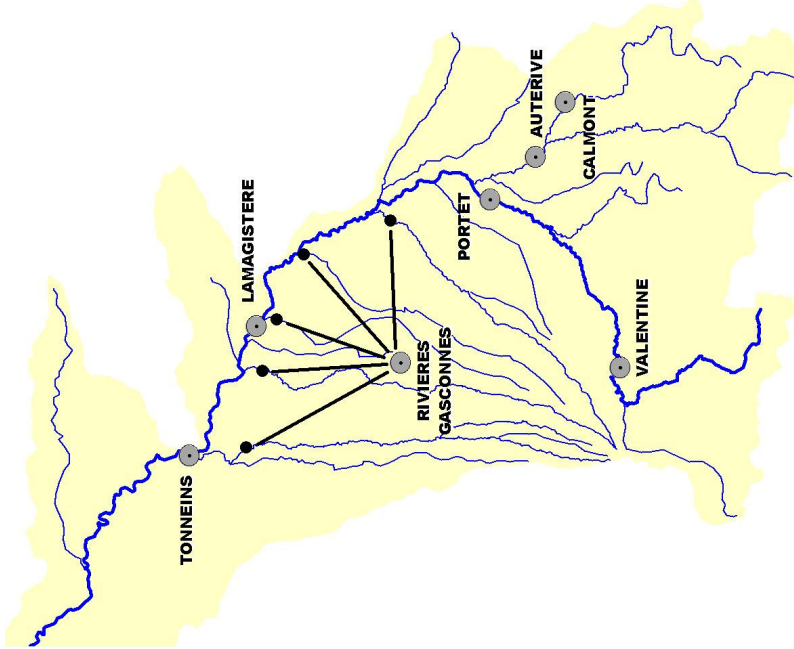 TONNEINS
LAMAGISTERE
RIVIERES
GASCONNES
PORTET
AUTERIVE
CALMONT
VALENTINE